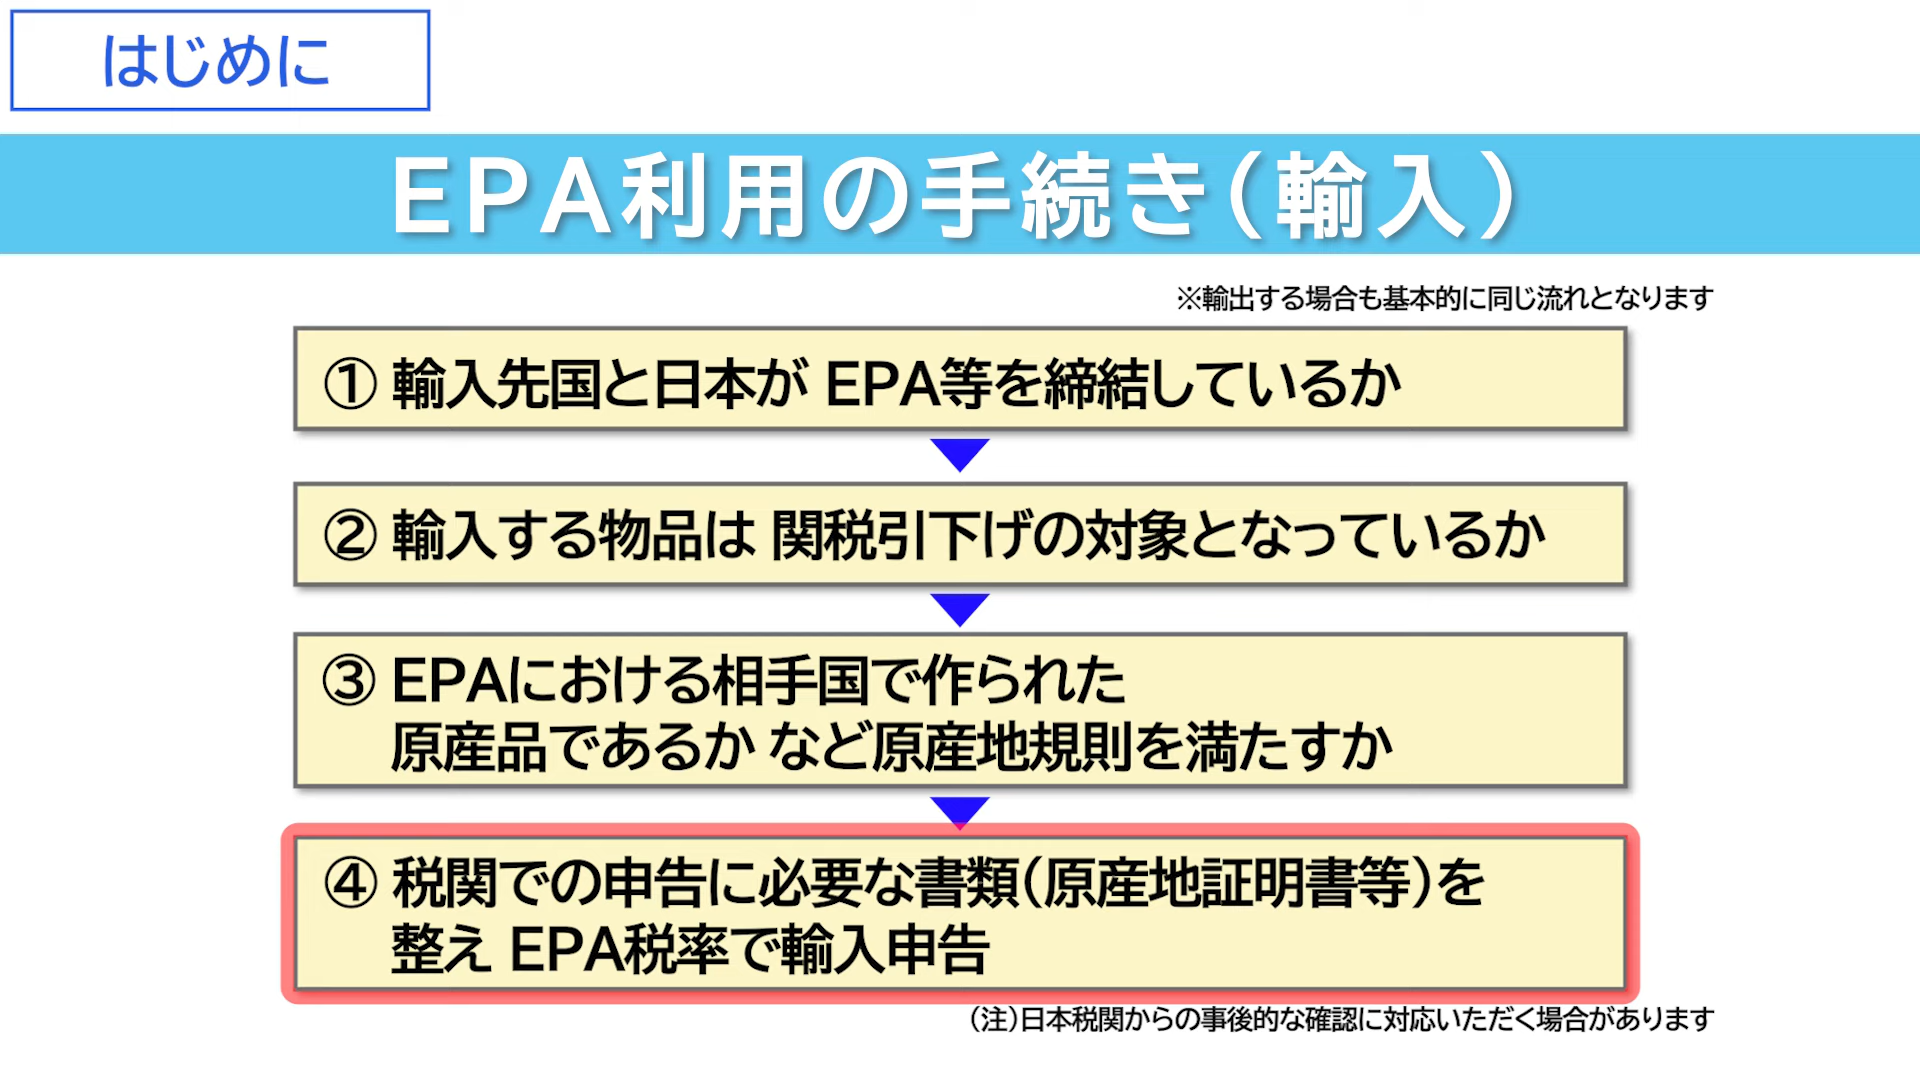 はじめに
EPA利用の手続き（輸入）
※輸出する場合も基本的に同じ流れとなります
① 輸入先国と日本が EPA等を締結しているか
② 輸入する物品は 関税引下げの対象となっているか
③ EPAにおける相手国で作られた
原産品であるか など原産地規則を満たすか
④ 税関での申告に必要な書類（原産地証明書等）を
整え EPA税率で輸入申告
（注）日本税関からの事後的な確認に対応いただく場合があります